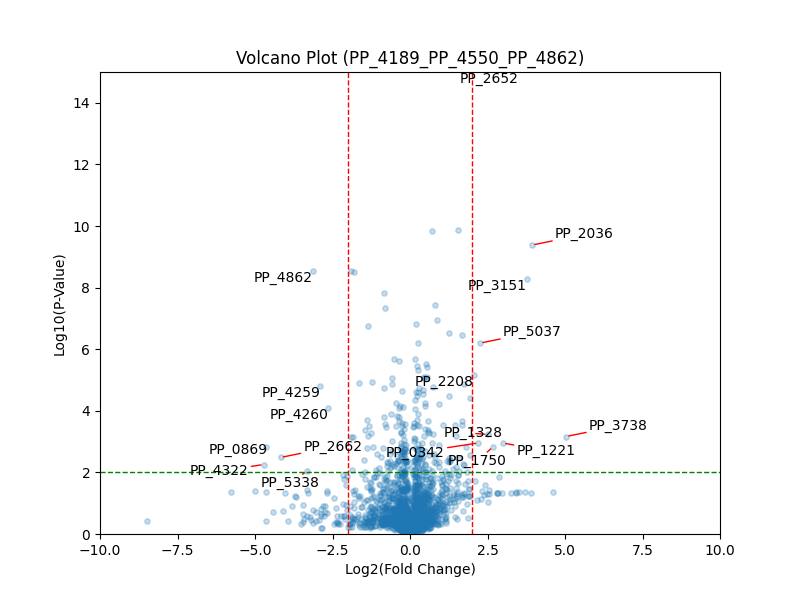 Volcano Plot (PP_4189_PP_4550_PP_4862)
PP_2652
PP_2036
PP_4862
PP_3151
PP_5037
PP_2208
PP_4259
PP_4260
PP_3738
PP_1328
PP_0869
PP_2662
PP_0342
PP_1221
PP_1750
PP_4322
PP_5338
Log10(P-Value)
14
12
10
8
6
4
2
0
−10.0
−7.5
−5.0
−2.5
0.0
2.5
5.0
7.5
10.0
Log2(Fold Change)